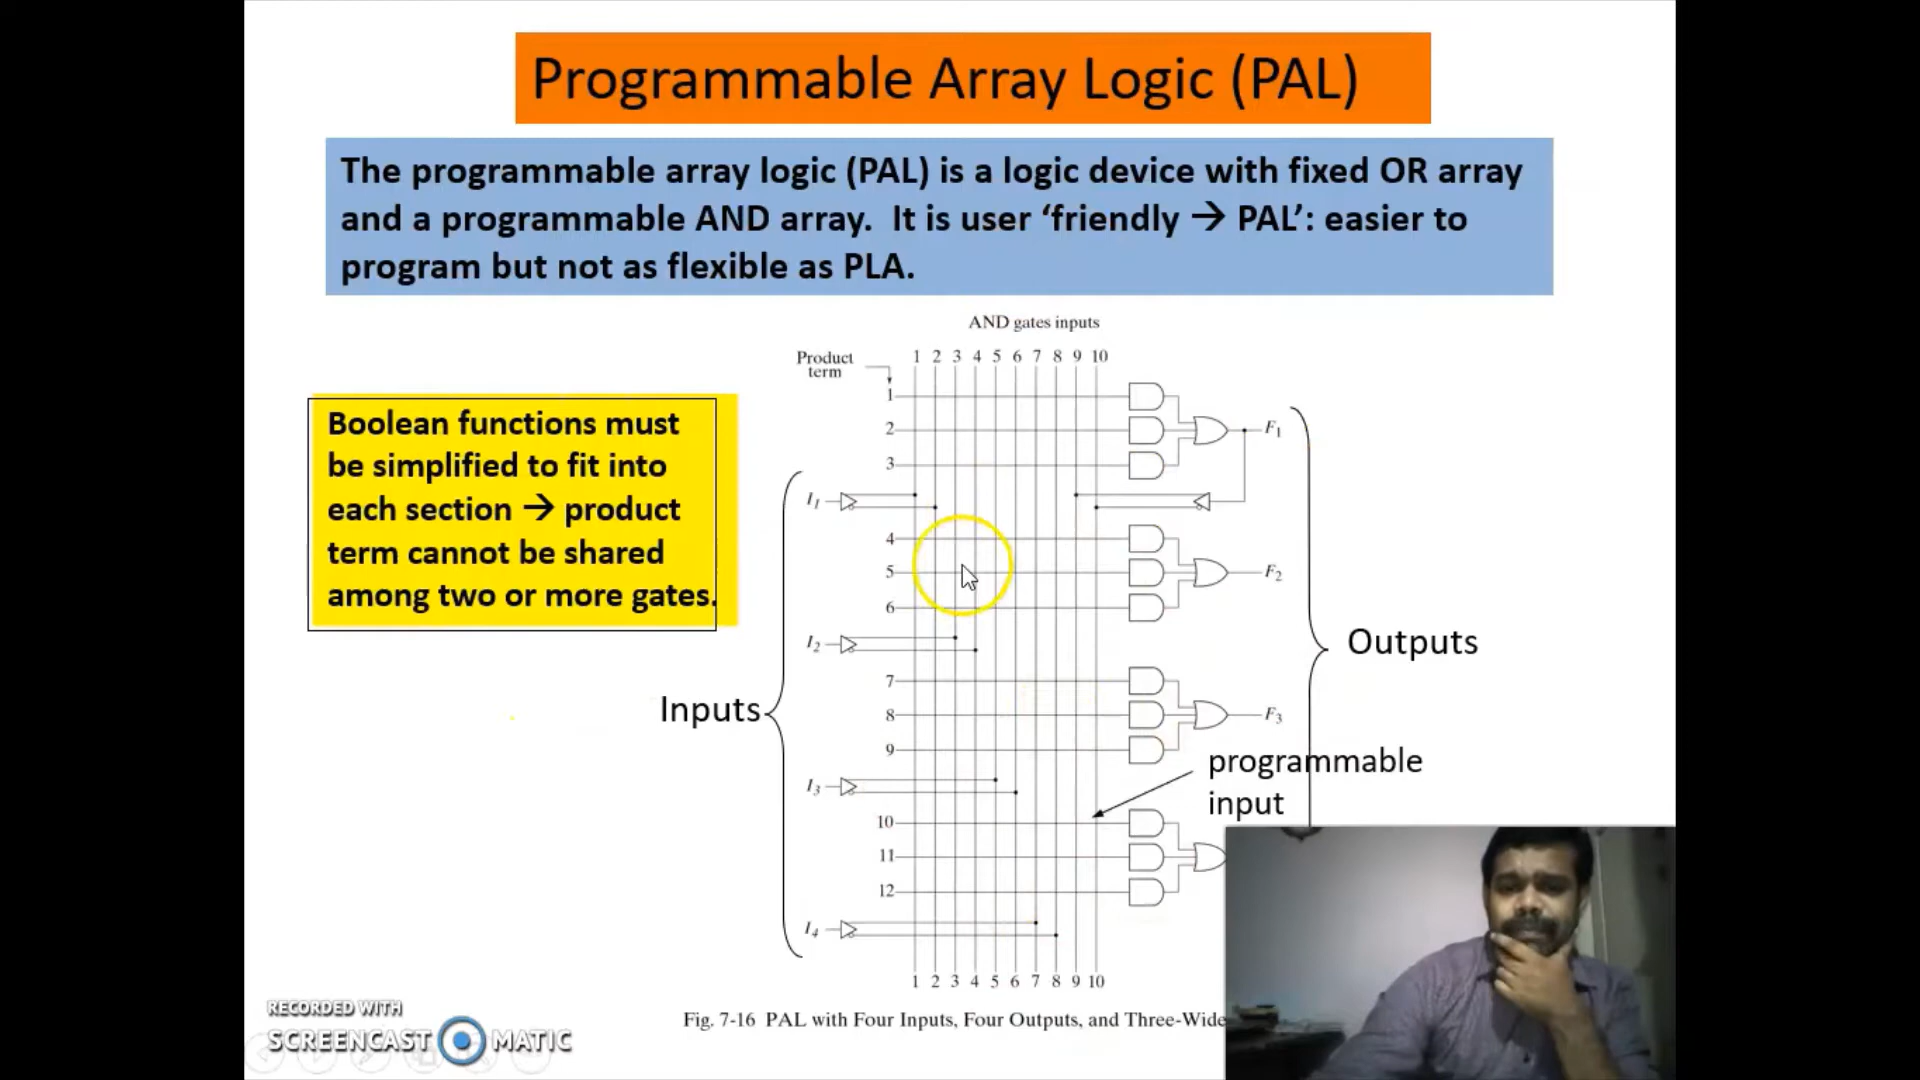 Programmable Array Logic (PAL)
The programmable array logic (PAL) is a logic device with fixed OR array
and a programmable AND array. It is user ‘friendly → PAL’: easier to
program but not as flexible as PLA.
AND gates inputs
Product
term
1 2 3 4 5 6 7 8 9 10
Boolean functions must
be simplified to fit into
each section → product
term cannot be shared
among two or more gates.
1
2
F1
3
I1
4
5
F2
6
I2
Outputs
7
Inputs
8
F3
9
programmable
input
I3
10
11
12
I4
1 2 3 4 5 6 7 8 9 10
RECORDED WITH
SCREENCAST MATIC
Fig. 7-16 PAL with Four Inputs, Four Outputs, and Three-Wide